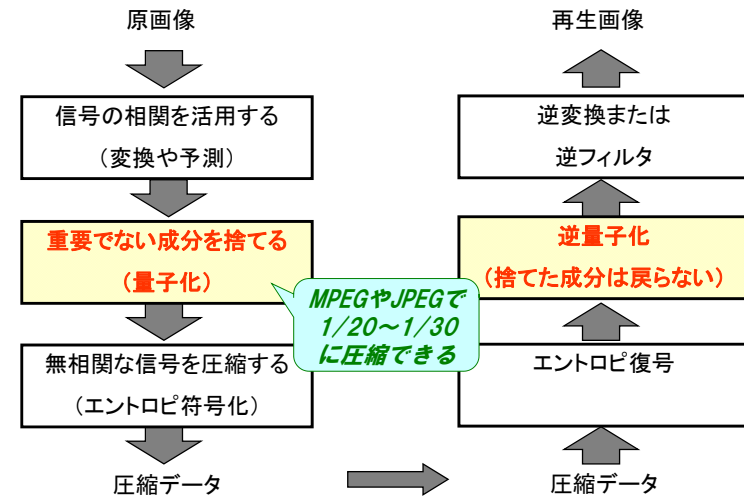 原画像
信号の相関を活用する
（変換や予測）
重要でない成分を捨てる
（量子化）
MPEGやJPEGで
1/20～1/30
に圧縮できる
無相関な信号を圧縮する
（エントロピ符号化）
圧縮データ
再生画像
逆変換または
逆フィルタ
逆量子化
（捨てた成分は戻らない）
エントロピ復号
圧縮データ